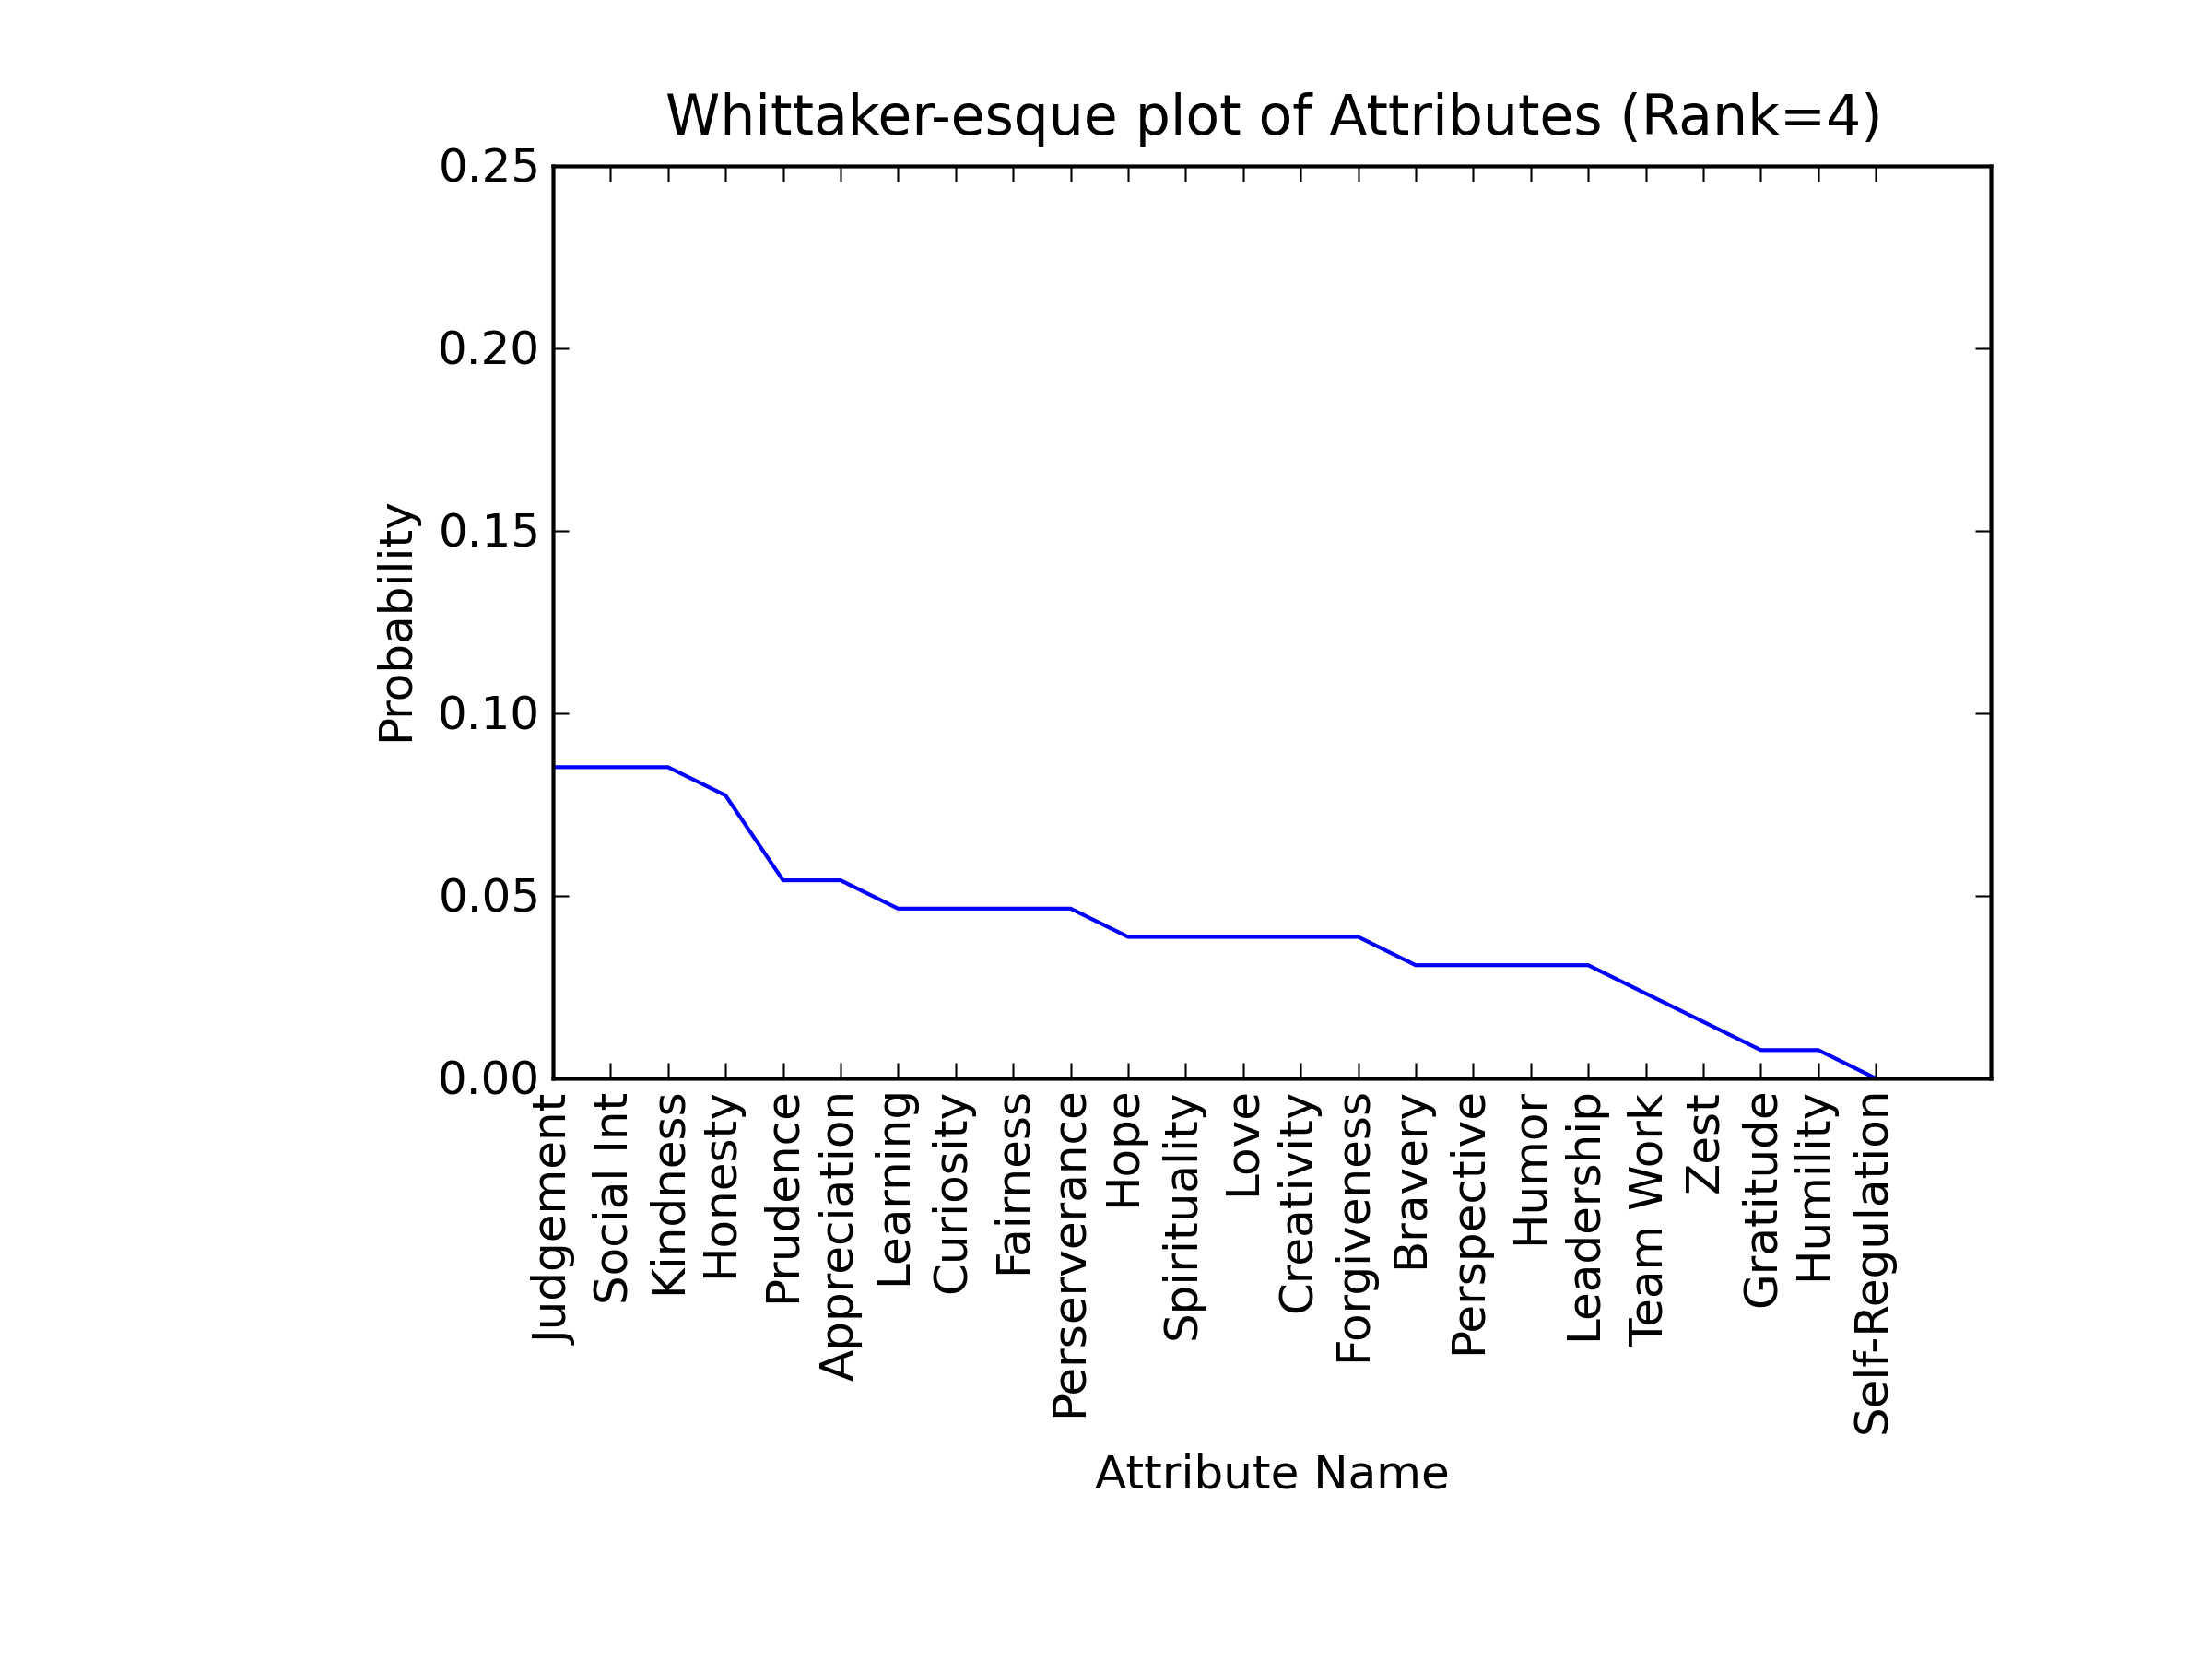 Whittaker-esque plot of Attributes (Rank=4)
0.25
0.20
0.15
0.10
0.05
0.00
Probability
Judgement
Social Int
Kindness
Honesty
Prudence
Appreciation
Learning
Curiosity
Fairness
Perserverance
Hope
Spirituality
Love
Creativity
Forgiveness
Bravery
Perspective
Humor
Leadership
Team Work
Zest
Gratitude
Humility
Self-Regulation
Attribute Name